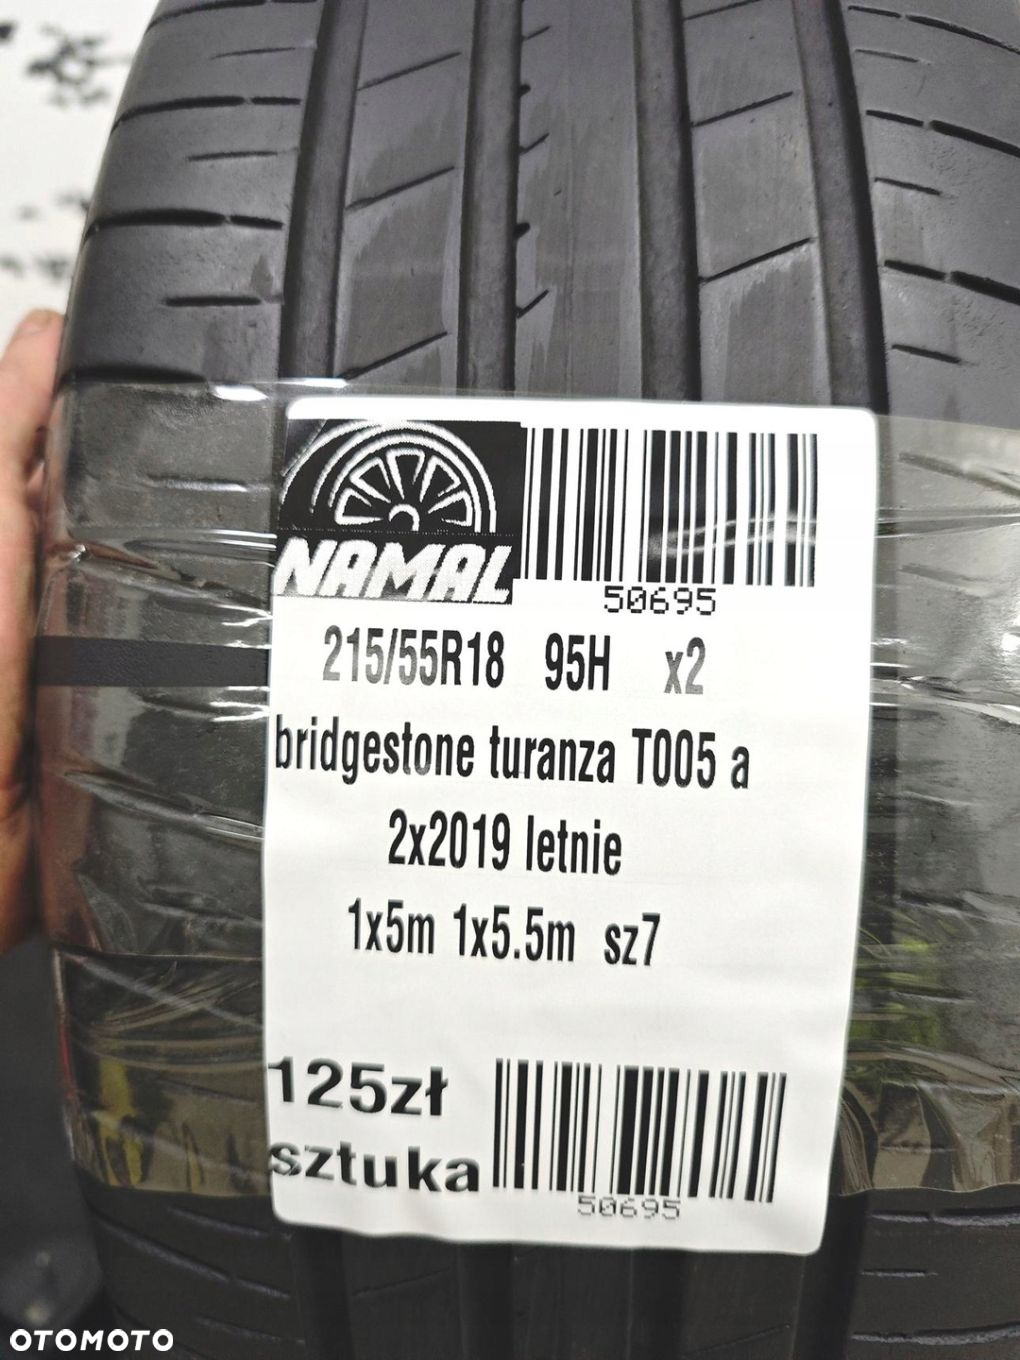 NAMAL
50695
215/55R18 95H x2
bridgestone turanza T005 a
2x2019 letnie
1x5m 1x5.5m sz7
125zł
sztuka
50695
OTOMOTO